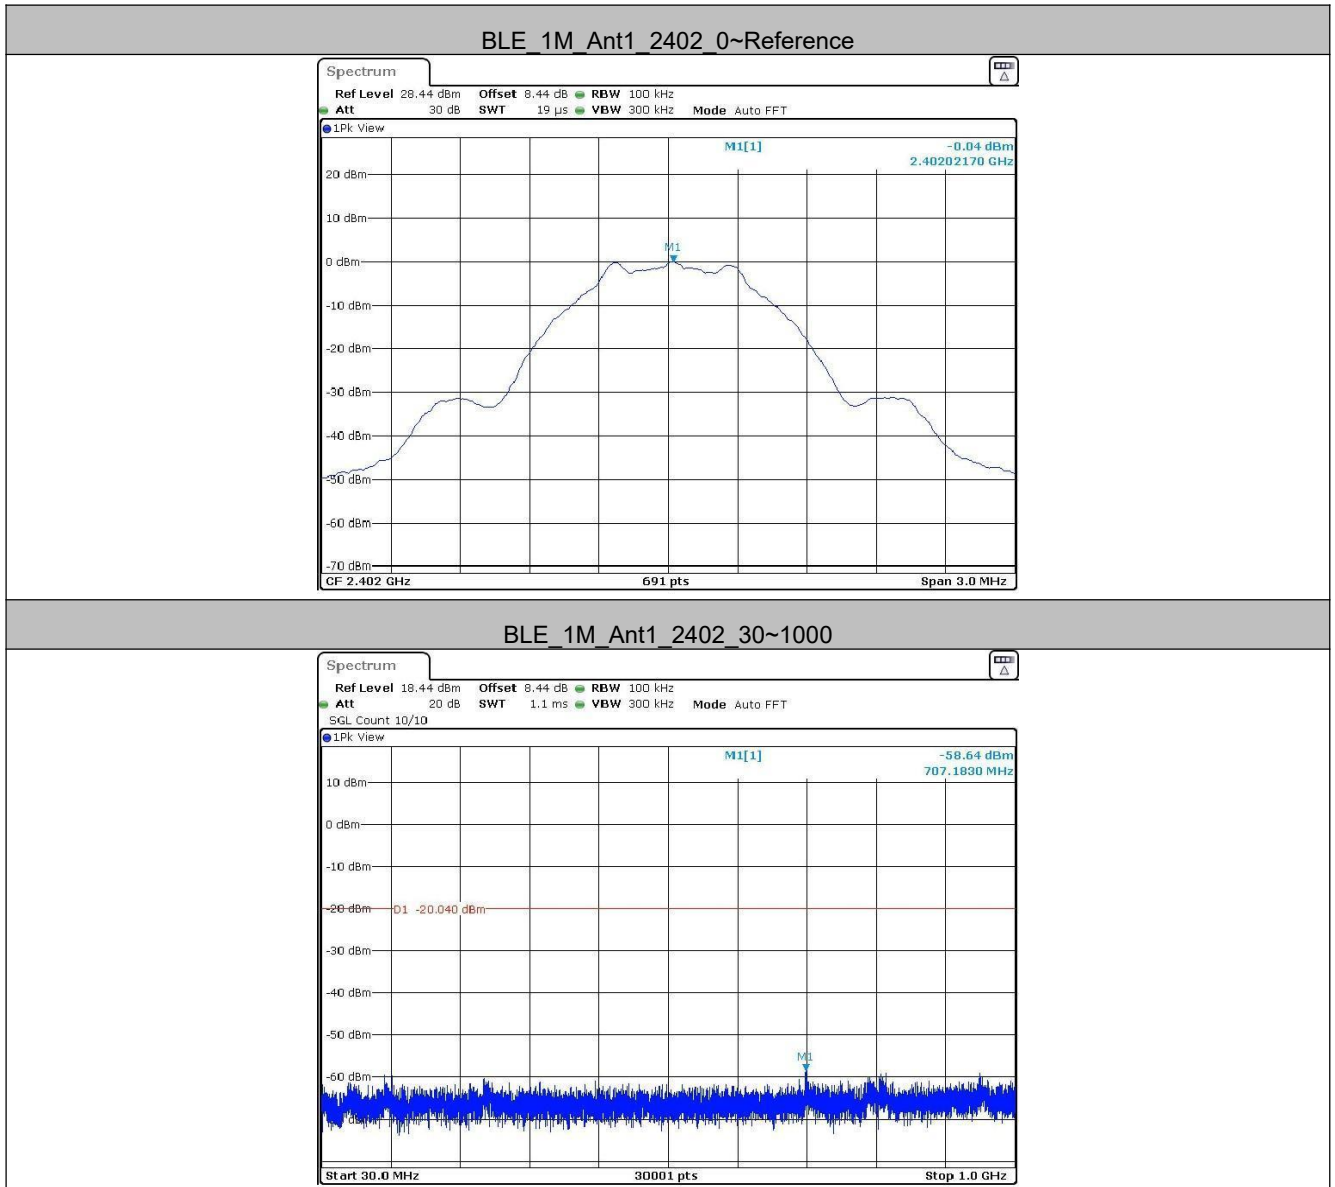 BLE_1M_Ant1_2402_0~Reference
Spectrum
Ref Level 28.44 dBm Offset 8.44 dB RBW 100 kHz
Att 30 dB SWT 19 µs VBW 300 kHz Mode Auto FFT
1Pk View
M1[1] -0.04 dBm
2.40202170 GHz
20 dBm
10 dBm
M1
0 dBm
-10 dBm
-20 dBm
-30 dBm
-40 dBm
-50 dBm
-60 dBm
-70 dBm
CF 2.402 GHz 691 pts Span 3.0 MHz
BLE_1M_Ant1_2402_30~1000
Spectrum
Ref Level 18.44 dBm Offset 8.44 dB RBW 100 kHz
Att 20 dB SWT 1.1 ms VBW 300 kHz Mode Auto FFT
SGL Count 10/10
1Pk View
M1[1] -58.64 dBm
707.1830 MHz
10 dBm
0 dBm
-10 dBm
-20 dBm D1 -20.040 dBm
-30 dBm
-40 dBm
-50 dBm
M1
-60 dBm
Start 30.0 MHz 30001 pts Stop 1.0 GHz